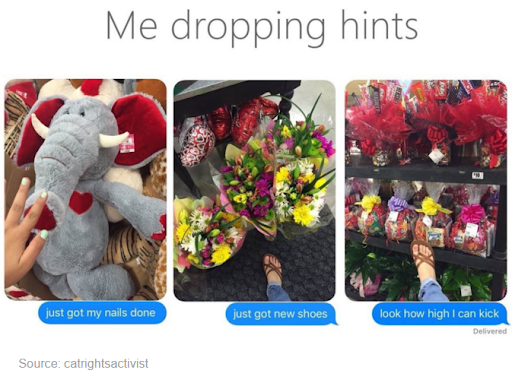 Me dropping hints
just got my nails done
just got new shoes
look how high I can kick
Delivered
Source: catrightsactivist